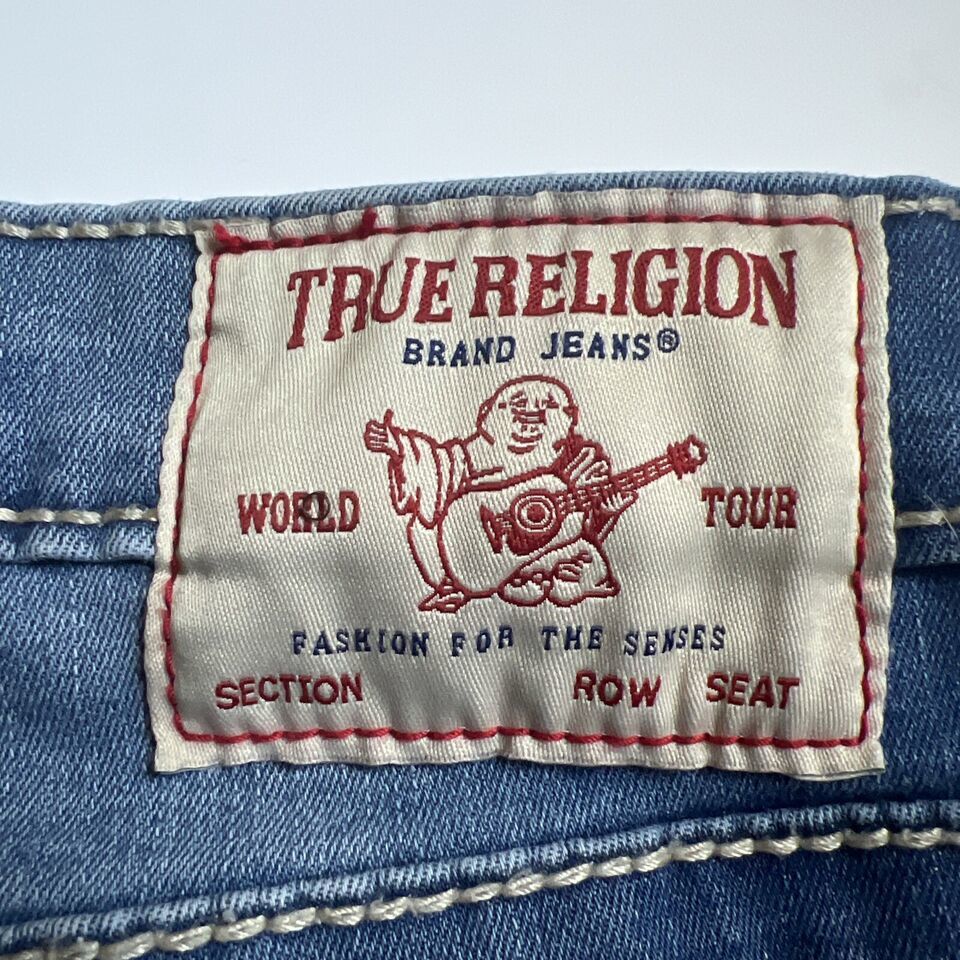 TRUE RELIGION
BRAND JEANS®
WORLD TOUR
FASHION FOR THE SENSES
SECTION ROW SEAT